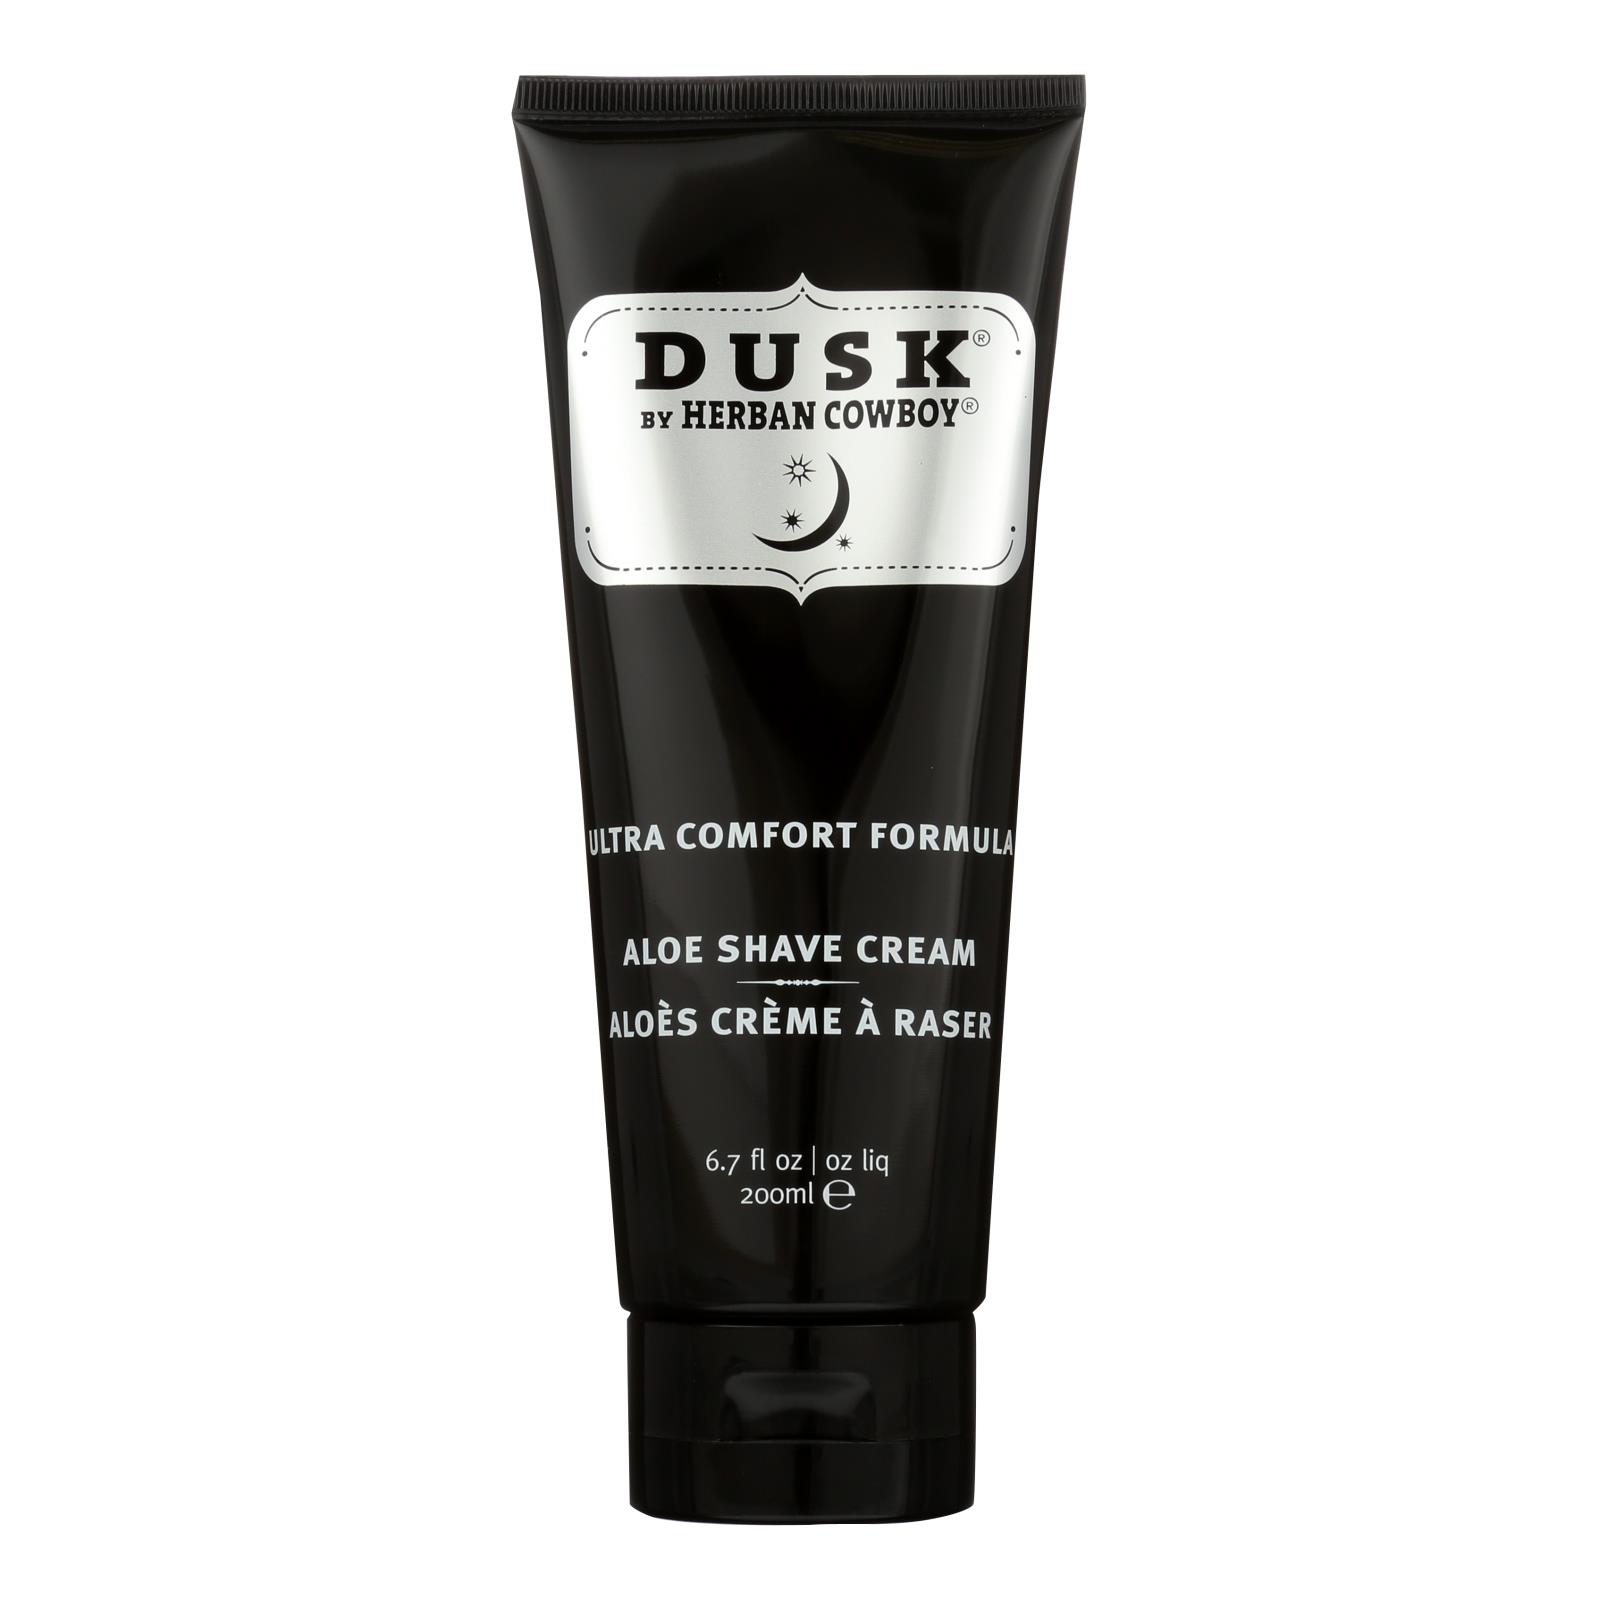 DUSK®
BY HERBAN COWBOY®
ULTRA COMFORT FORMULA
ALOE SHAVE CREAM
ALOÈS CRÈME À RASER
6.7 fl oz | oz liq
200ml ℮